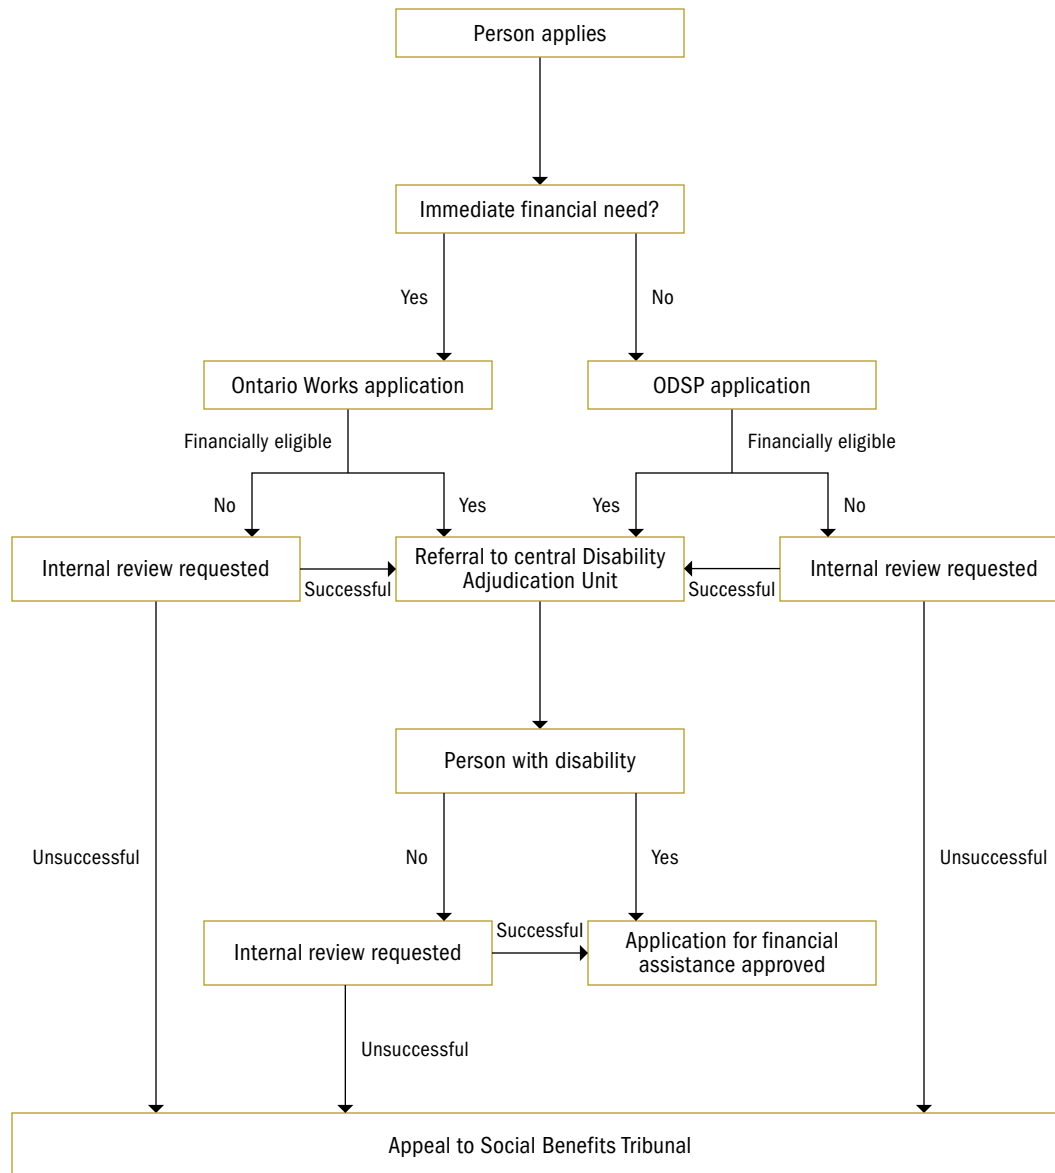 Person applies
Immediate financial need?
Yes
No
Ontario Works application
ODSP application
Financially eligible
Financially eligible
No
Yes
Yes
No
Internal review requested
Successful
Referral to central Disability
Adjudication Unit
Successful
Internal review requested
Person with disability
Unsuccessful
No
Yes
Unsuccessful
Internal review requested
Successful
Application for financial
assistance approved
Unsuccessful
Appeal to Social Benefits Tribunal